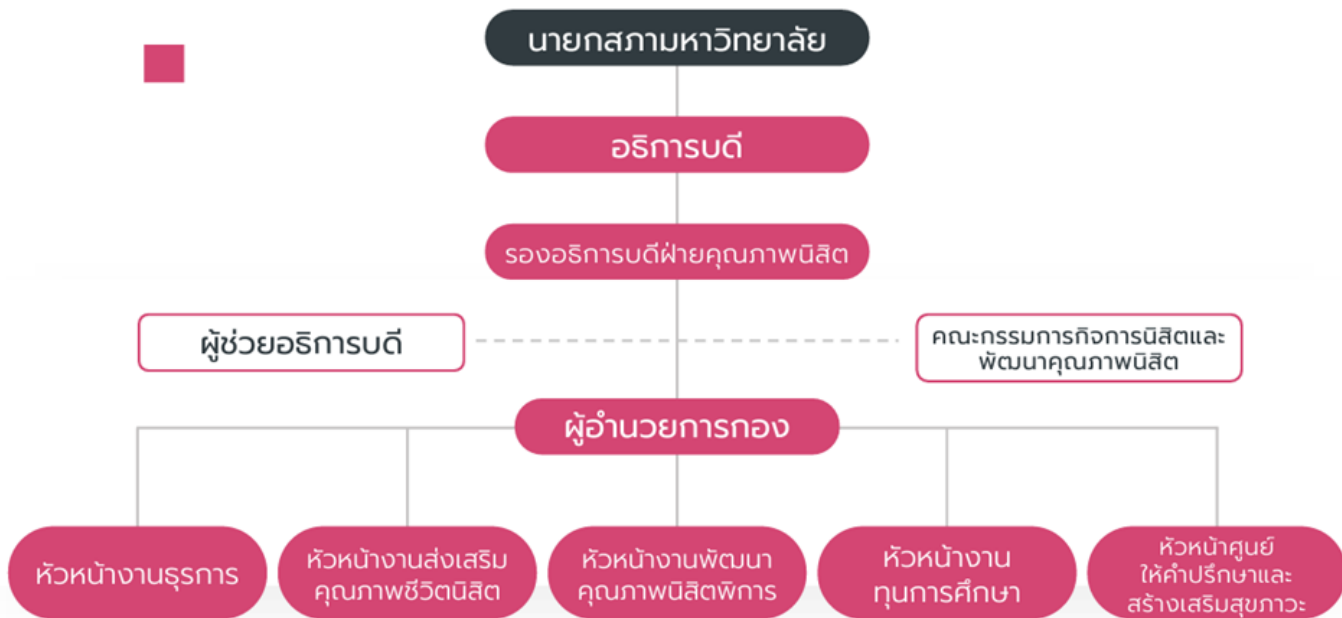 นายกสภามหาวิทยาลัย
อธิการบดี
รองอธิการบดีฝ่ายคุณภาพนิสิต
ผู้ช่วยอธิการบดี
คณะกรรมการกิจการนิสิตและ
พัฒนาคุณภาพนิสิต
ผู้อำนวยการกอง
หัวหน้างานธุรการ
หัวหน้างานส่งเสริม
คุณภาพชีวิตนิสิต
หัวหน้างานพัฒนา
คุณภาพนิสิตพิการ
หัวหน้างาน
ทุนการศึกษา
หัวหน้าศูนย์
ให้คำปรึกษาและ
สร้างเสริมสุขภาวะ